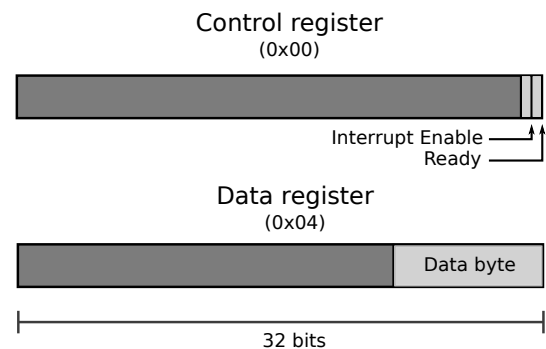 Control register
(0x00)
Interrupt Enable
Ready
Data register
(0x04)
Data byte
32 bits